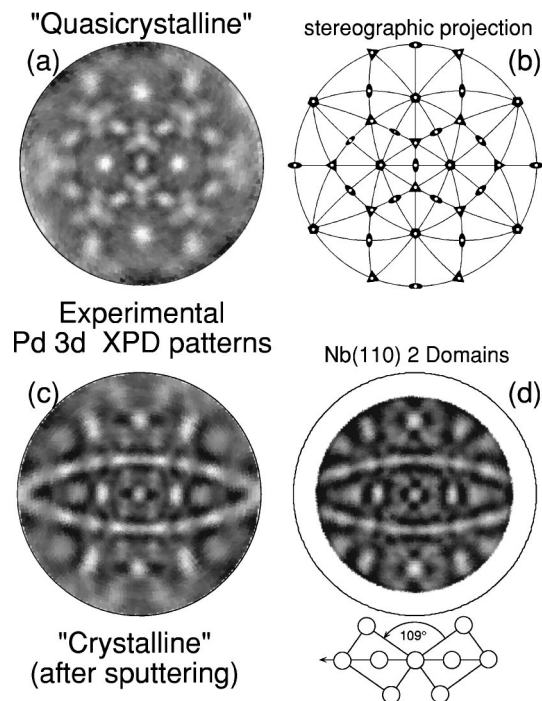 "Quasicrystalline"
stereographic projection
(a)
(b)
Experimental
Pd 3d XPD patterns
Nb(110) 2 Domains
(c)
(d)
109°
"Crystalline"
(after sputtering)